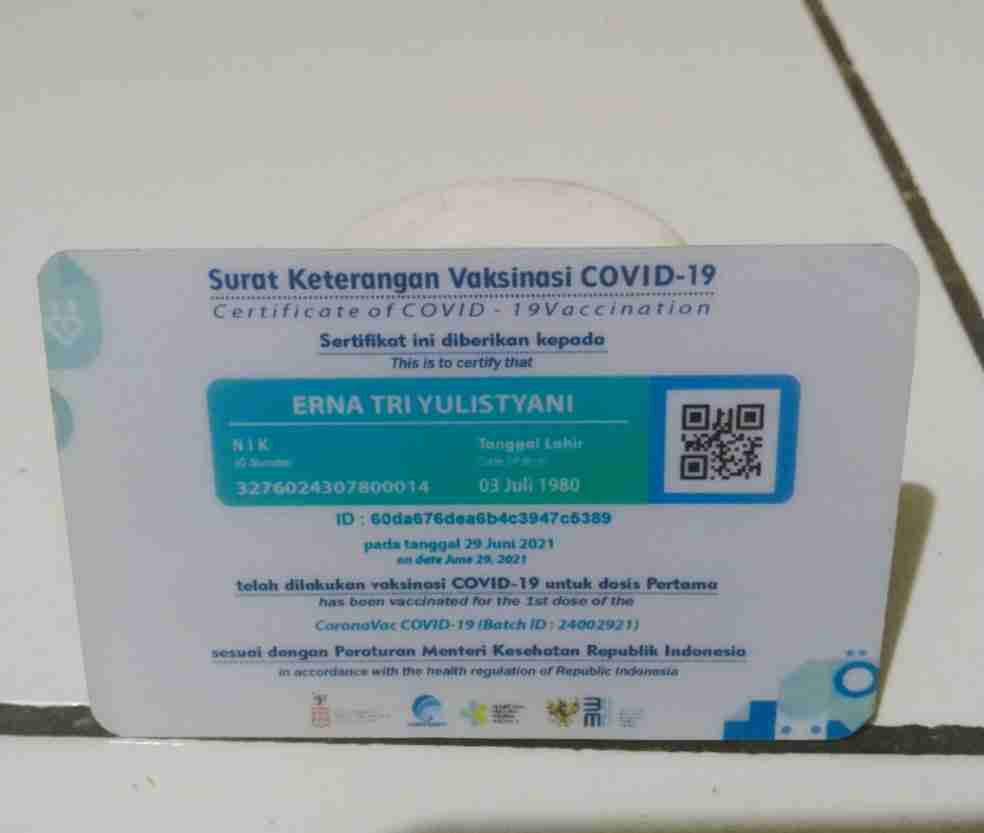 Surat Keterangan Vaksinasi COVID-19
Certificate of COVID - 19Vaccination
Sertifikat ini diberikan kepada
This is to certify that
ERNA TRI YULISTYANI
NIK Tanggal Lahir
ID Number
3276024307800014 03 Juli 1980
ID : 60da676dea6b4c3947c5389
pada tanggal 29 Juni 2021
on date June 29, 2021
telah dilakukan vaksinasi COVID-19 untuk dosis Pertama
has been vaccinated for the 1st dose of the
CoronaVac COVID-19 (Batch ID : 24002921)
sesuai dengan Peraturan Menteri Kesehatan Republik Indonesia
in accordance with the health regulation of Republic Indonesia